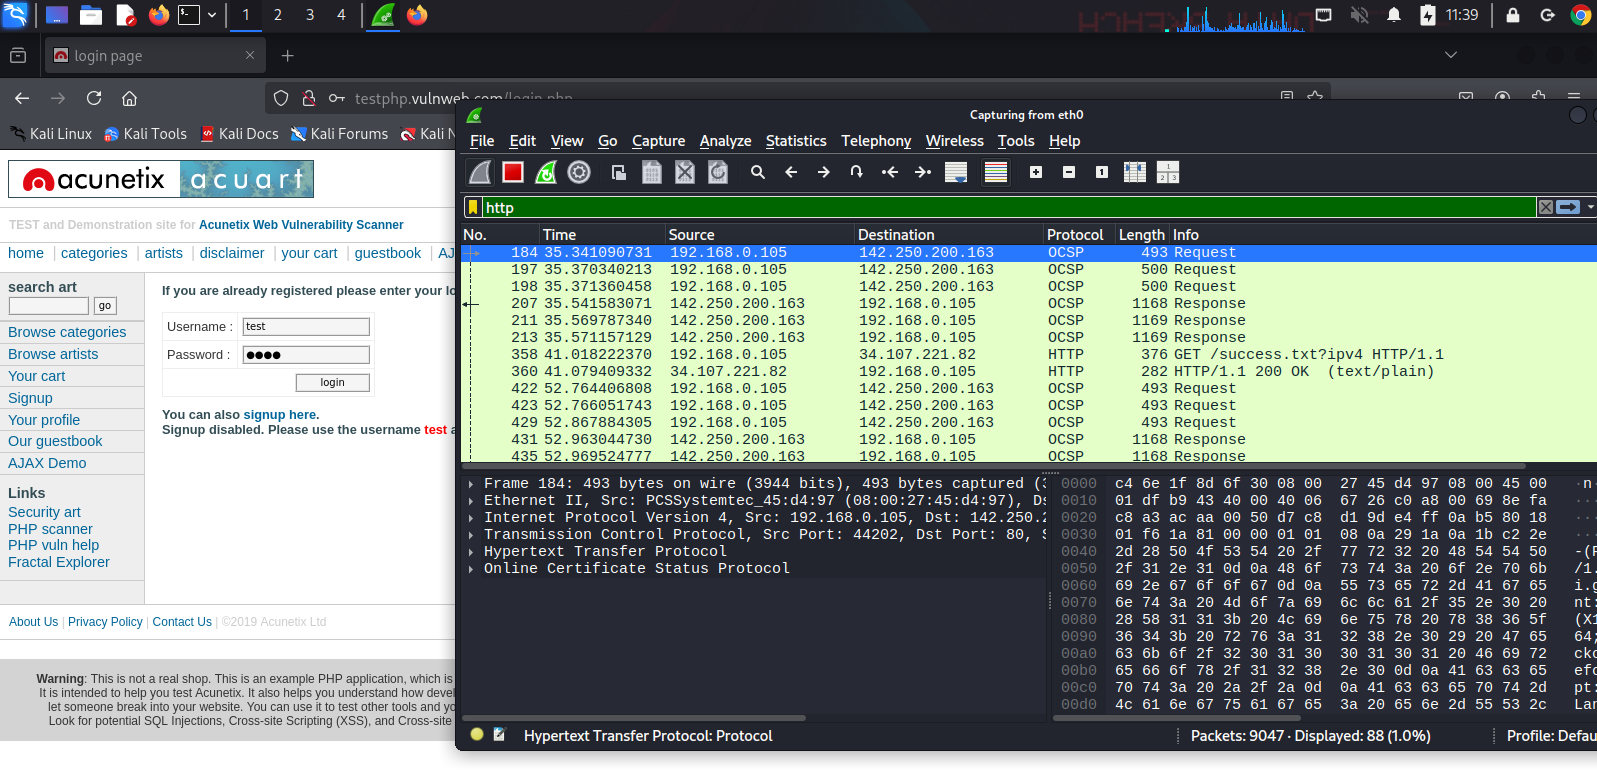 1 2 3 4 11:39
login page
testphp.vulnweb.com/login.php
Kali Linux Kali Tools Kali Docs Kali Forums Kali N
acunetix acuart
TEST and Demonstration site for Acunetix Web Vulnerability Scanner
home | categories | artists | disclaimer | your cart | guestbook | AJ
search art
go
Browse categories
Browse artists
Your cart
Signup
Your profile
Our guestbook
AJAX Demo
Links
Security art
PHP scanner
PHP vuln help
Fractal Explorer
If you are already registered please enter your lo
Username : test
Password : ●●●●
login
You can also signup here.
Signup disabled. Please use the username test a
About Us | Privacy Policy | Contact Us | ©2019 Acunetix Ltd
Warning: This is not a real shop. This is an example PHP application, which is
It is intended to help you test Acunetix. It also helps you understand how devel
let someone break into your website. You can use it to test other tools and yo
Look for potential SQL Injections, Cross-site Scripting (XSS), and Cross-site
Capturing from eth0
File Edit View Go Capture Analyze Statistics Telephony Wireless Tools Help
http
No. Time Source Destination Protocol Length Info
184 35.341090731 192.168.0.105 142.250.200.163 OCSP 493 Request
197 35.370340213 192.168.0.105 142.250.200.163 OCSP 500 Request
198 35.371360458 192.168.0.105 142.250.200.163 OCSP 500 Request
207 35.541583071 142.250.200.163 192.168.0.105 OCSP 1168 Response
211 35.569787340 142.250.200.163 192.168.0.105 OCSP 1169 Response
213 35.571157129 142.250.200.163 192.168.0.105 OCSP 1169 Response
358 41.018222370 192.168.0.105 34.107.221.82 HTTP 376 GET /success.txt?ipv4 HTTP/1.1
360 41.079409332 34.107.221.82 192.168.0.105 HTTP 282 HTTP/1.1 200 OK (text/plain)
422 52.764406808 192.168.0.105 142.250.200.163 OCSP 493 Request
423 52.766051743 192.168.0.105 142.250.200.163 OCSP 493 Request
429 52.867884305 192.168.0.105 142.250.200.163 OCSP 493 Request
431 52.963044730 142.250.200.163 192.168.0.105 OCSP 1168 Response
435 52.969524777 142.250.200.163 192.168.0.105 OCSP 1168 Response
Frame 184: 493 bytes on wire (3944 bits), 493 bytes captured (3
Ethernet II, Src: PCSSystemtec_45:d4:97 (08:00:27:45:d4:97), Ds
Internet Protocol Version 4, Src: 192.168.0.105, Dst: 142.250.2
Transmission Control Protocol, Src Port: 44202, Dst Port: 80, S
Hypertext Transfer Protocol
Online Certificate Status Protocol
0000 c4 6e 1f 8d 6f 30 08 00 27 45 d4 97 08 00 45 00 ·n·
0010 01 df b9 43 40 00 40 06 67 26 c0 a8 00 69 8e fa ···
0020 c8 a3 ac aa 00 50 d7 c8 d1 9d e4 ff 0a b5 80 18 ···
0030 01 f6 1a 81 00 00 01 01 08 0a 29 1a 0a 1b c2 2e ···
0040 2d 28 50 4f 53 54 20 2f 77 72 32 20 48 54 54 50 -(P
0050 2f 31 2e 31 0d 0a 48 6f 73 74 3a 20 6f 2e 70 6b /1.
0060 69 2e 67 6f 6f 67 0d 0a 55 73 65 72 2d 41 67 65 i.g
0070 6e 74 3a 20 4d 6f 7a 69 6c 6c 61 2f 35 2e 30 20 nt:
0080 28 58 31 31 3b 20 4c 69 6e 75 78 20 78 38 36 5f (X1
0090 36 34 3b 20 72 76 3a 31 32 38 2e 30 29 20 47 65 64;
00a0 63 6b 6f 2f 32 30 31 30 30 31 30 31 20 46 69 72 cko
00b0 65 66 6f 78 2f 31 32 38 2e 30 0d 0a 41 63 63 65 efo
00c0 70 74 3a 20 2a 2f 2a 0d 0a 41 63 63 65 70 74 2d pt:
00d0 4c 61 6e 67 75 61 67 65 3a 20 65 6e 2d 55 53 2c Lan
Hypertext Transfer Protocol: Protocol
Packets: 9047 · Displayed: 88 (1.0%)
Profile: Defau